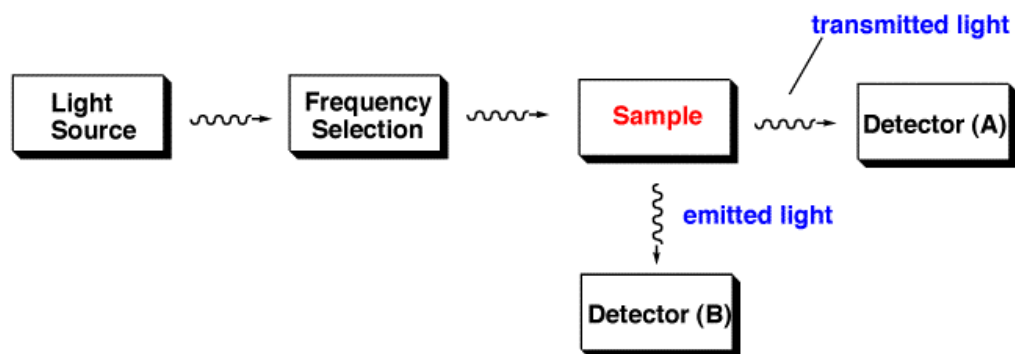 transmitted light
Light
Source
Frequency
Selection
Sample
Detector (A)
emitted light
Detector (B)